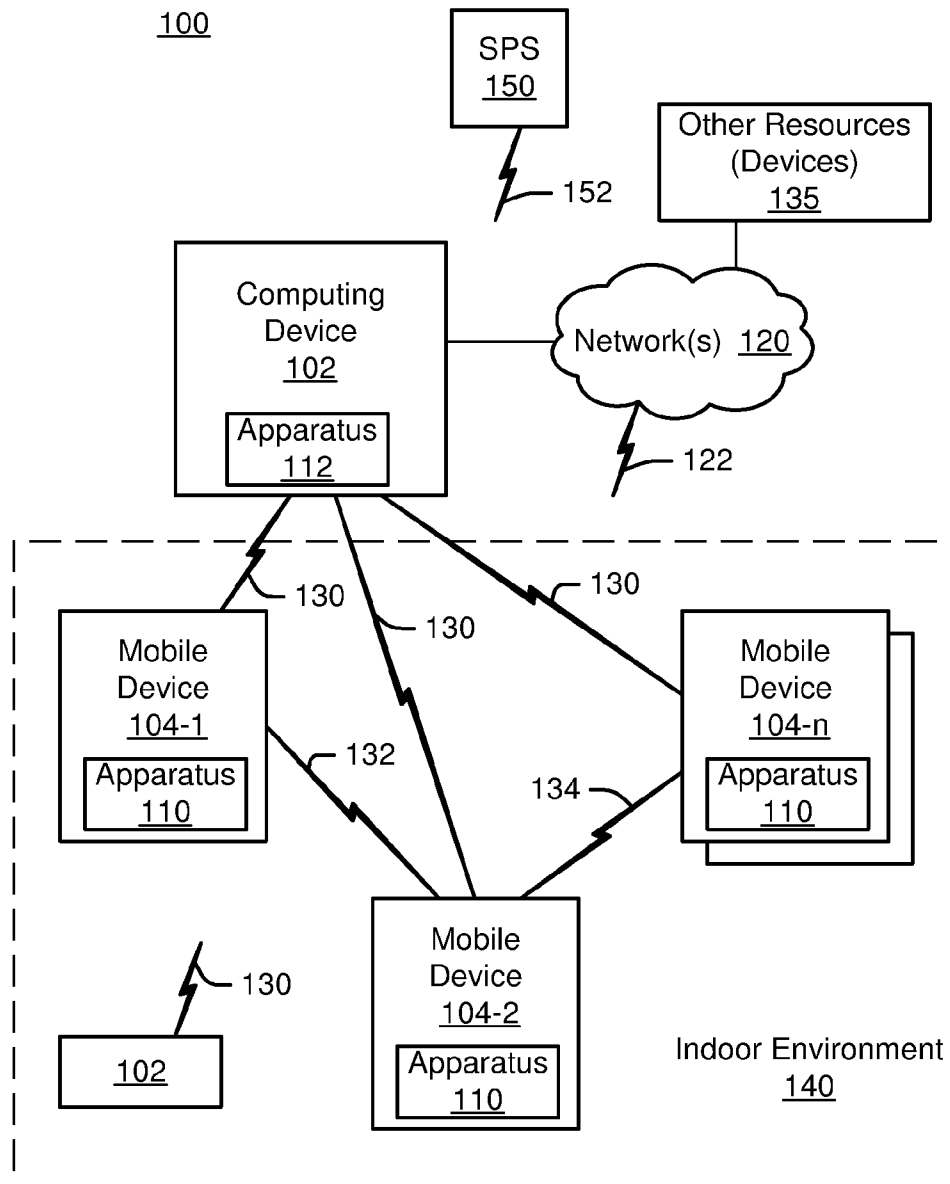 100
SPS
150
152
Other Resources
(Devices)
135
Computing
Device
102
Apparatus
112
Network(s) 120
122
130
130
130
Mobile
Device
104-1
Apparatus
110
132
134
Mobile
Device
104-n
Apparatus
110
Mobile
Device
104-2
Apparatus
110
130
102
Indoor Environment
140